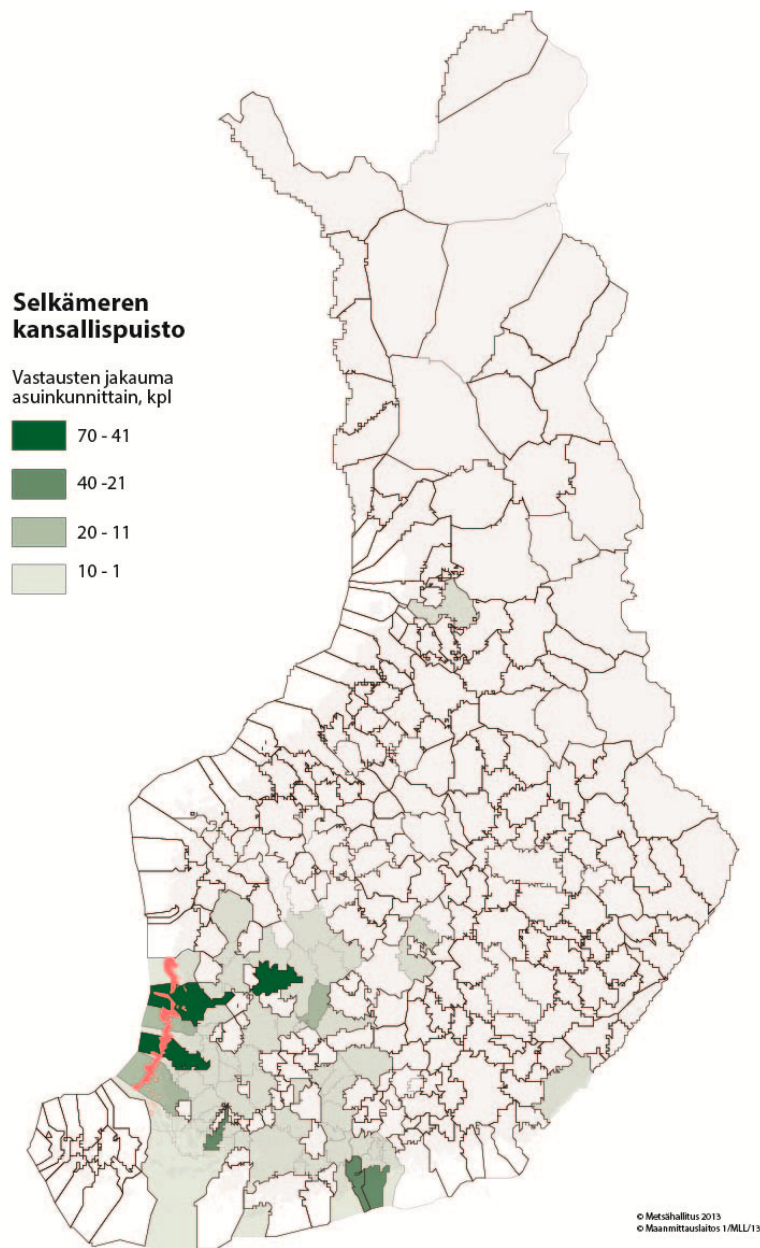 Selkämeren
kansallispuisto
Vastausten jakauma
asuinkunnittain, kpl
70 - 41
40 -21
20 - 11
10 - 1
© Metsähallitus 2013
© Maanmittauslaitos 1/MLL/13